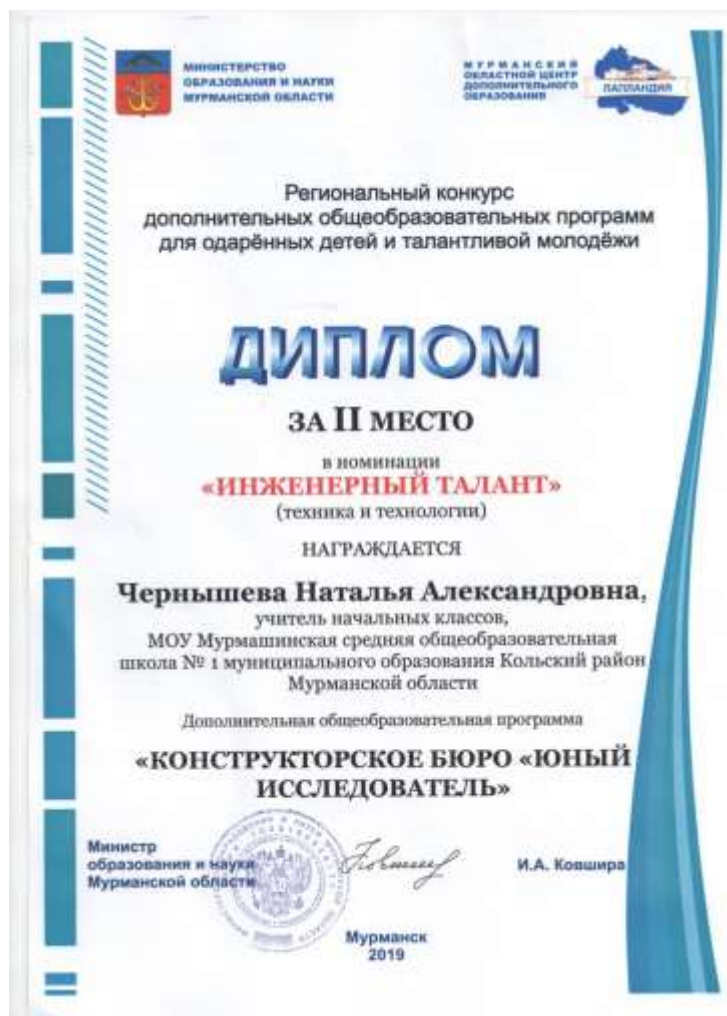 МИНИСТЕРСТВО
ОБРАЗОВАНИЯ И НАУКИ
МУРМАНСКОЙ ОБЛАСТИ
МУРМАНСКИЙ
ОБЛАСТНОЙ ЦЕНТР
ДОПОЛНИТЕЛЬНОГО
ОБРАЗОВАНИЯ
ЛАПЛАНДИЯ
Региональный конкурс
дополнительных общеобразовательных программ
для одарённых детей и талантливой молодёжи
ДИПЛОМ
ЗА II МЕСТО
в номинации
«ИНЖЕНЕРНЫЙ ТАЛАНТ»
(техника и технологии)
НАГРАЖДАЕТСЯ
Чернышева Наталья Александровна,
учитель начальных классов,
МОУ Мурмашинская средняя общеобразовательная
школа № 1 муниципального образования Кольский район
Мурманской области
Дополнительная общеобразовательная программа
«КОНСТРУКТОРСКОЕ БЮРО «ЮНЫЙ
ИССЛЕДОВАТЕЛЬ»
Министр
образования и науки
Мурманской области
И.А. Ковшира
Мурманск
2019